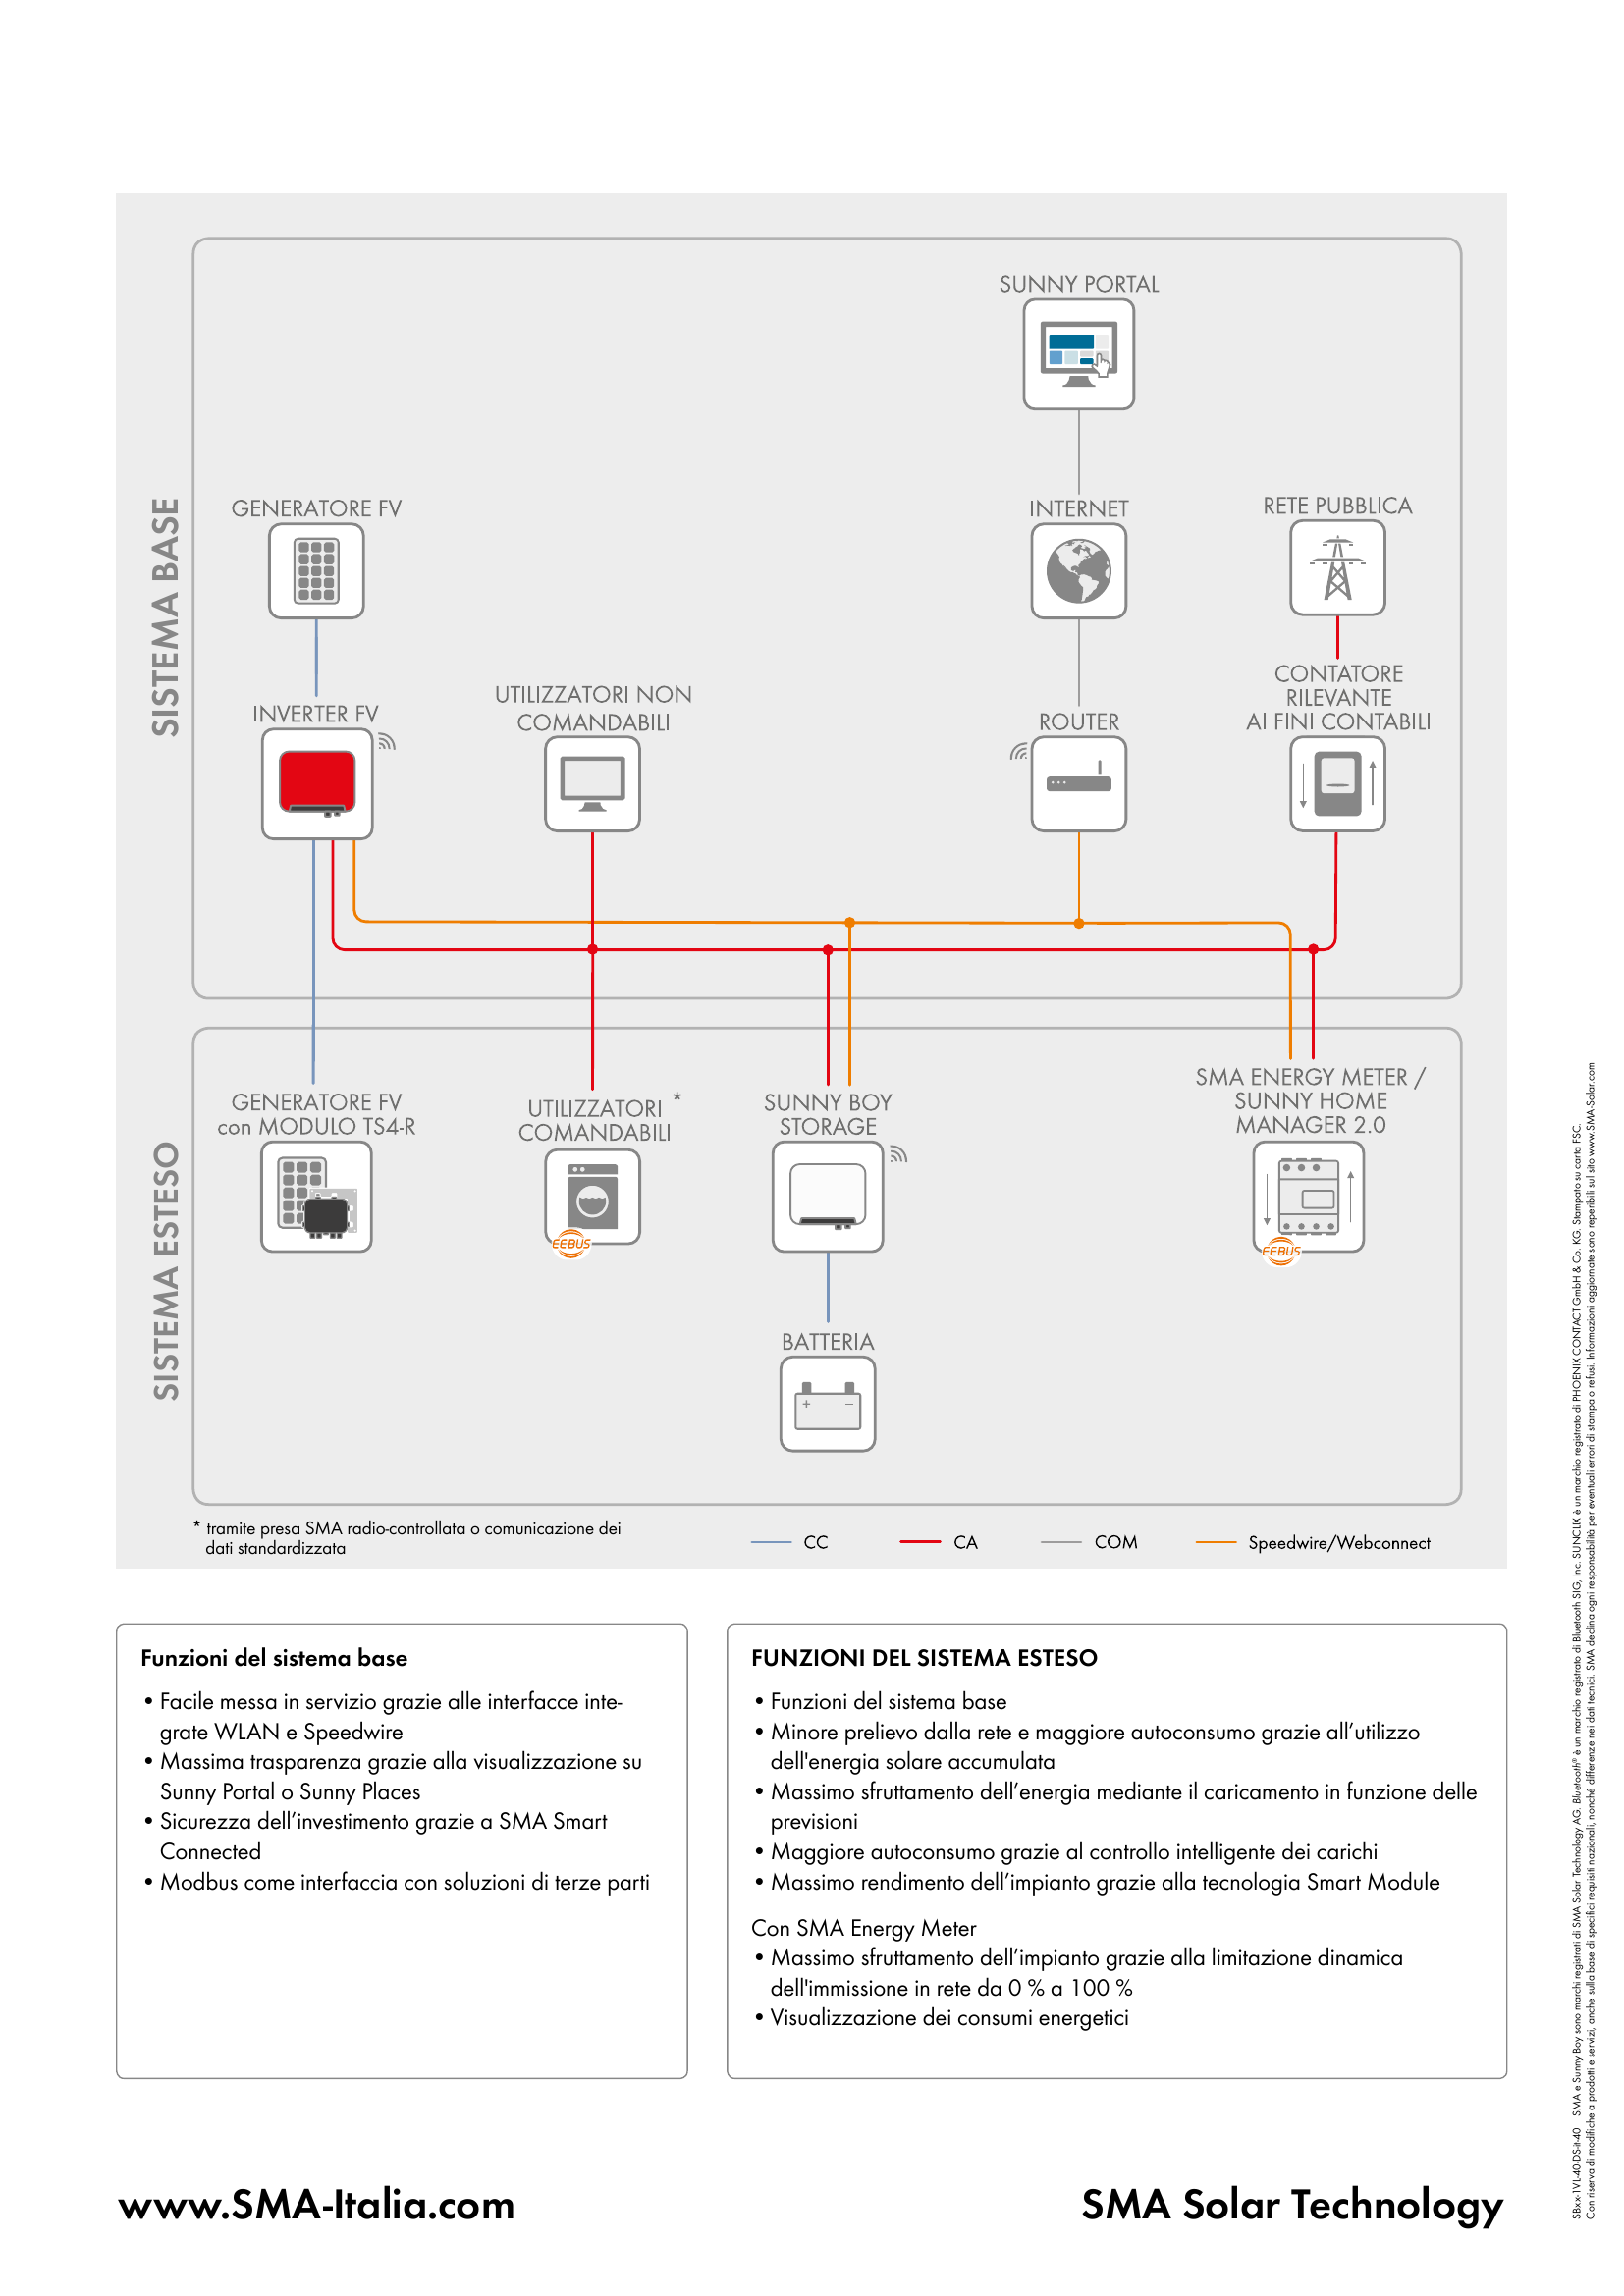 SISTEMA BASE
SUNNY PORTAL
GENERATORE FV
INTERNET
RETE PUBBLICA
INVERTER FV
UTILIZZATORI NON
COMANDABILI
ROUTER
CONTATORE
RILEVANTE
AI FINI CONTABILI
SISTEMA ESTESO
GENERATORE FV
con MODULO TS4-R
UTILIZZATORI *
COMANDABILI
EEBUS
SUNNY BOY
STORAGE
SMA ENERGY METER /
SUNNY HOME
MANAGER 2.0
EEBUS
BATTERIA
+ –
* tramite presa SMA radio-controllata o comunicazione dei
dati standardizzata
CC
CA
COM
Speedwire/Webconnect
Funzioni del sistema base
• Facile messa in servizio grazie alle interfacce inte-
grate WLAN e Speedwire
• Massima trasparenza grazie alla visualizzazione su
Sunny Portal o Sunny Places
• Sicurezza dell’investimento grazie a SMA Smart
Connected
• Modbus come interfaccia con soluzioni di terze parti
FUNZIONI DEL SISTEMA ESTESO
• Funzioni del sistema base
• Minore prelievo dalla rete e maggiore autoconsumo grazie all’utilizzo
dell'energia solare accumulata
• Massimo sfruttamento dell’energia mediante il caricamento in funzione delle
previsioni
• Maggiore autoconsumo grazie al controllo intelligente dei carichi
• Massimo rendimento dell’impianto grazie alla tecnologia Smart Module
Con SMA Energy Meter
• Massimo sfruttamento dell’impianto grazie alla limitazione dinamica
dell'immissione in rete da 0 % a 100 %
• Visualizzazione dei consumi energetici
www.SMA-Italia.com
SMA Solar Technology
SBxx-1VL-40-DS-it-40 SMA e Sunny Boy sono marchi registrati di SMA Solar Technology AG. Bluetooth® è un marchio registrato di Bluetooth SIG, Inc. SUNCLIX è un marchio registrato di PHOENIX CONTACT GmbH & Co. KG. Stampato su carta FSC.
Con riserva di modifiche a prodotti e servizi, anche sulla base di specifici requisiti nazionali, nonché differenze nei dati tecnici. SMA declina ogni responsabilità per eventuali errori di stampa o refusi. Informazioni aggiornate sono reperibili sul sito www.SMA-Solar.com